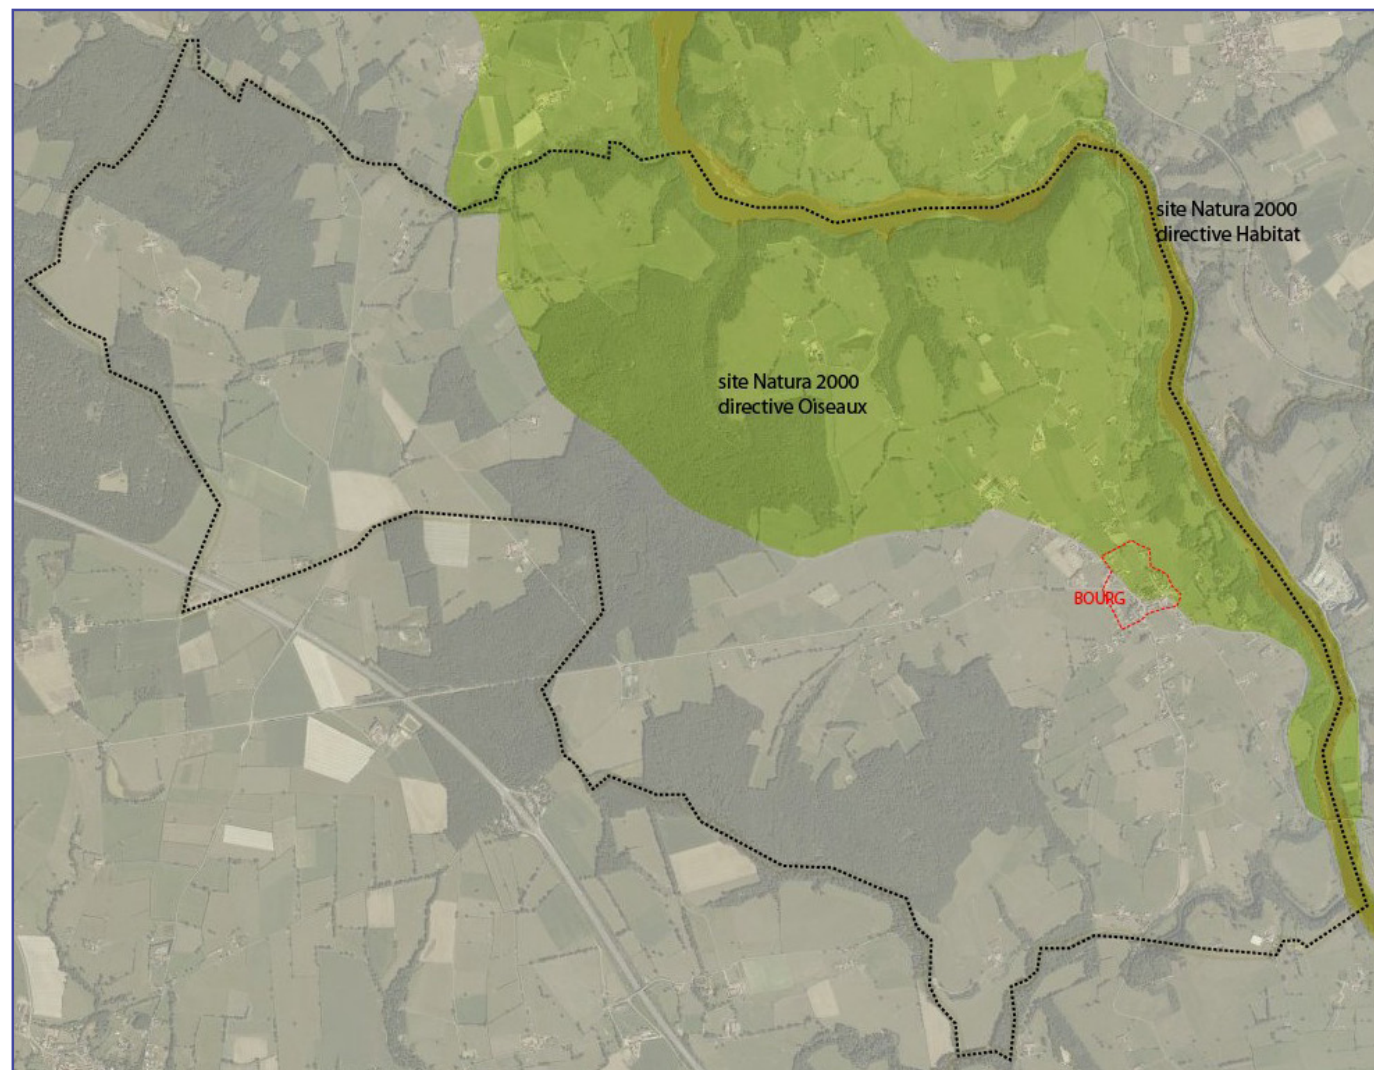 site Natura 2000
directive Habitat
site Natura 2000
directive Oiseaux
BOURG